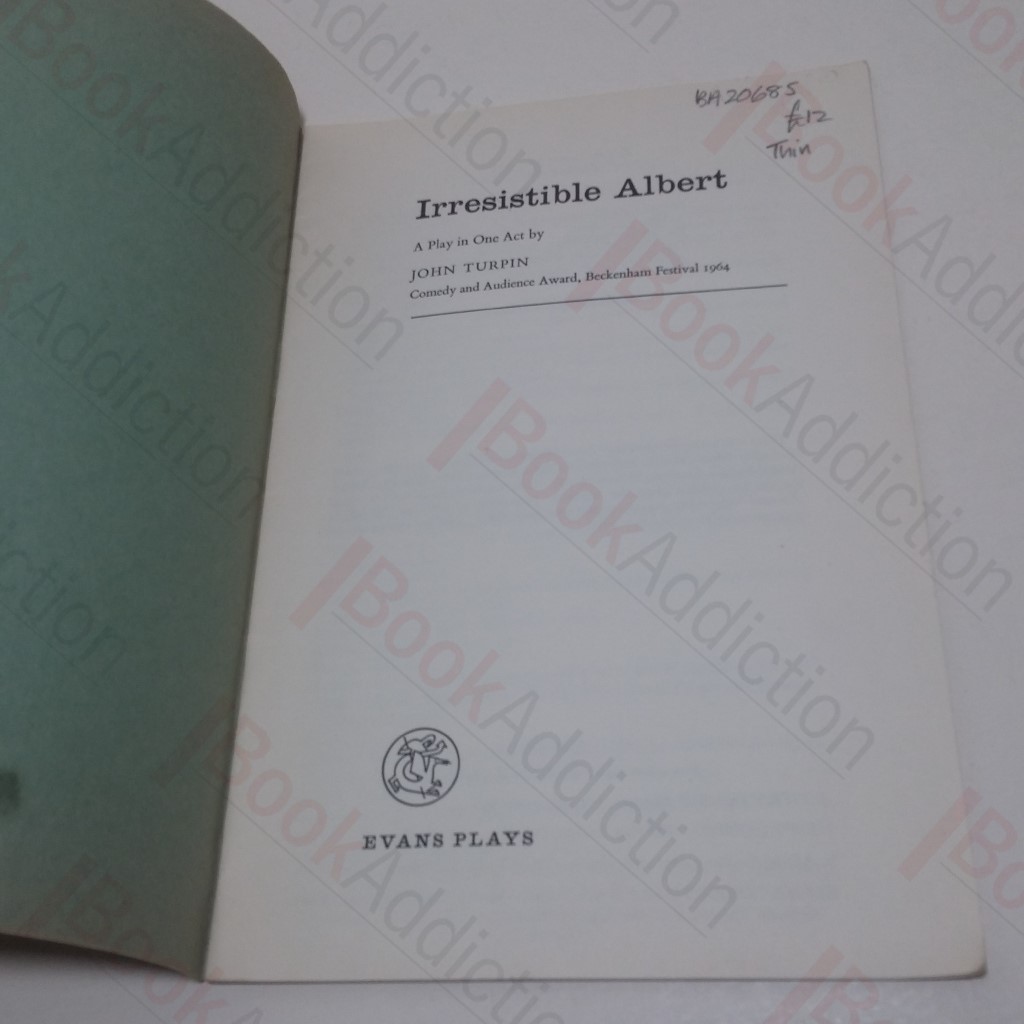 BA20685
£12
Thin
Irresistible Albert
A Play in One Act by
JOHN TURPIN
Comedy and Audience Award, Beckenham Festival 1964
EVANS PLAYS
BookAddiction